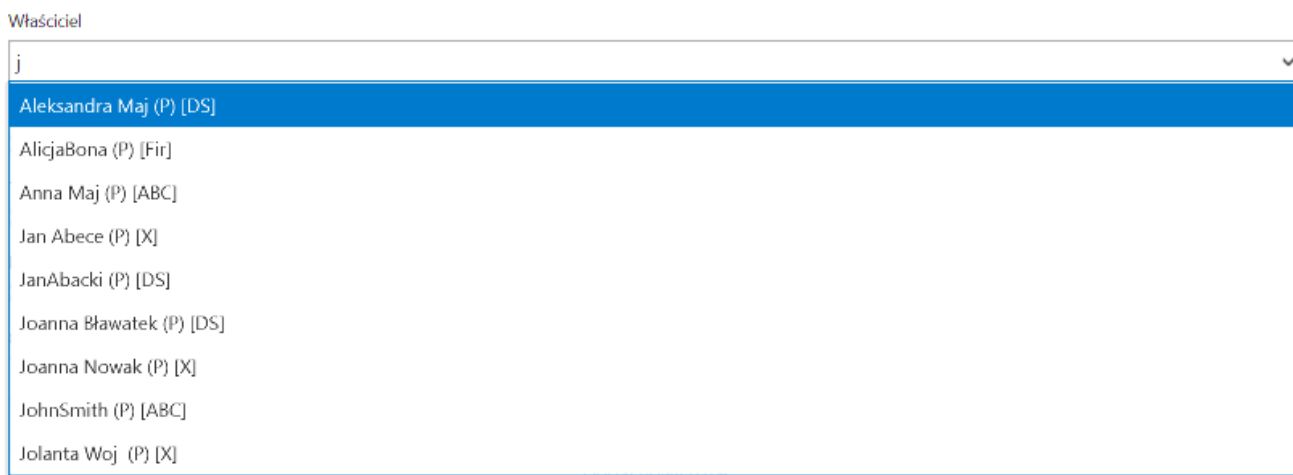 Właściciel
j
Aleksandra Maj (P) [DS]
AlicjaBona (P) [Fir]
Anna Maj (P) [ABC]
Jan Abece (P) [X]
JanAbacki (P) [DS]
Joanna Bławatek (P) [DS]
Joanna Nowak (P) [X]
JohnSmith (P) [ABC]
Jolanta Woj  (P) [X]